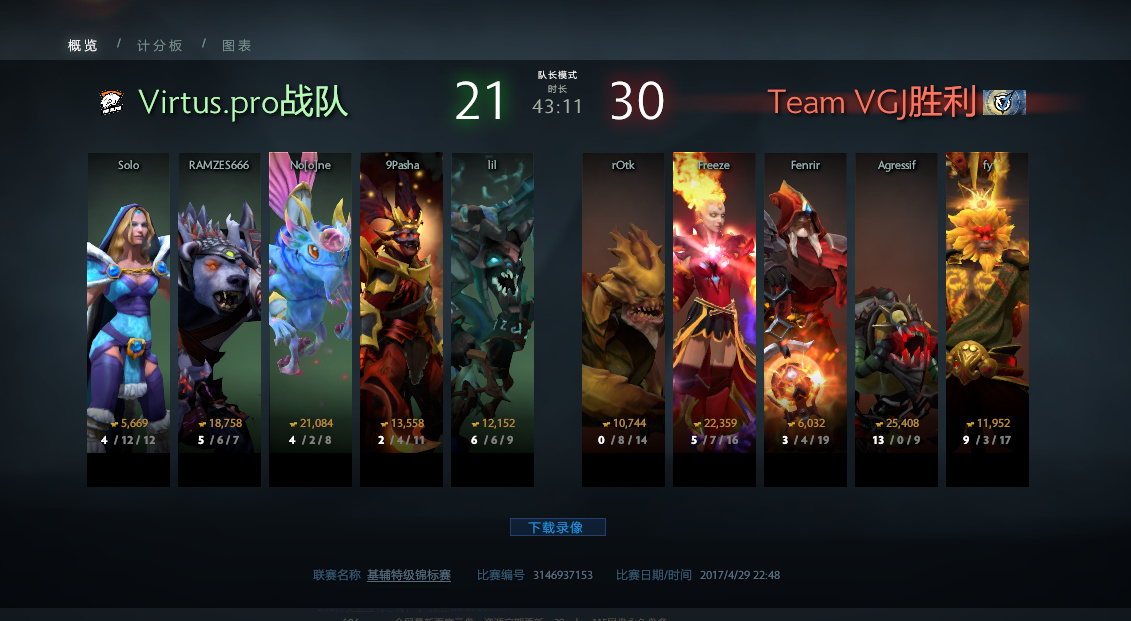 概览 / 计分板 / 图表
Virtus.pro战队 21 队长模式 30 Team VGJ胜利
时长
43:11
Solo RAMZES666 No[o]ne 9Pasha lil rOtk Freeze Fenrir Agressif fy
5,669 18,758 21,084 13,558 12,152 10,744 22,359 6,032 25,408 11,952
4 / 12 / 12 5 / 6 / 7 4 / 2 / 8 2 / 4 / 11 6 / 6 / 9 0 / 8 / 14 5 / 7 / 16 3 / 4 / 19 13 / 0 / 9 9 / 3 / 17
下载录像
联赛名称 基辅特级锦标赛 比赛编号 3146937153 比赛日期/时间 2017/4/29 22:48